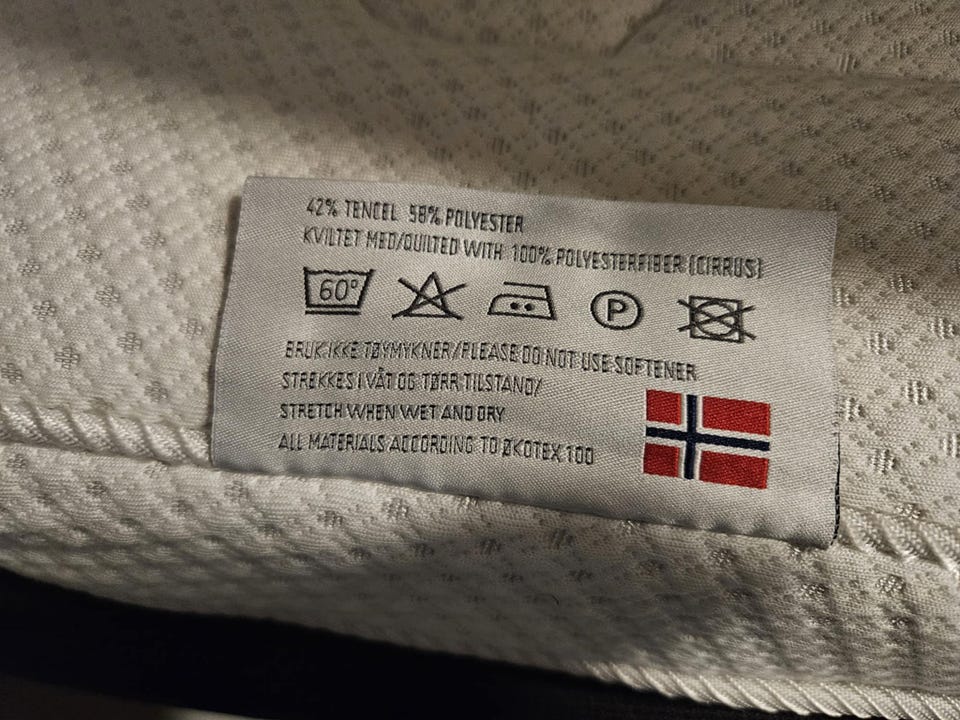 42% TENCEL 58% POLYESTER
KVILTET MED/QUILTED WITH 100% POLYESTERFIBER (CIRRUS)
60° P
BRUK IKKE TØYMYKNER/PLEASE DO NOT USE SOFTENER
STREKKES I VÅT OG TØRR TILSTAND/
STRETCH WHEN WET AND DRY
ALL MATERIALS ACCORDING TO ØKOTEX 100